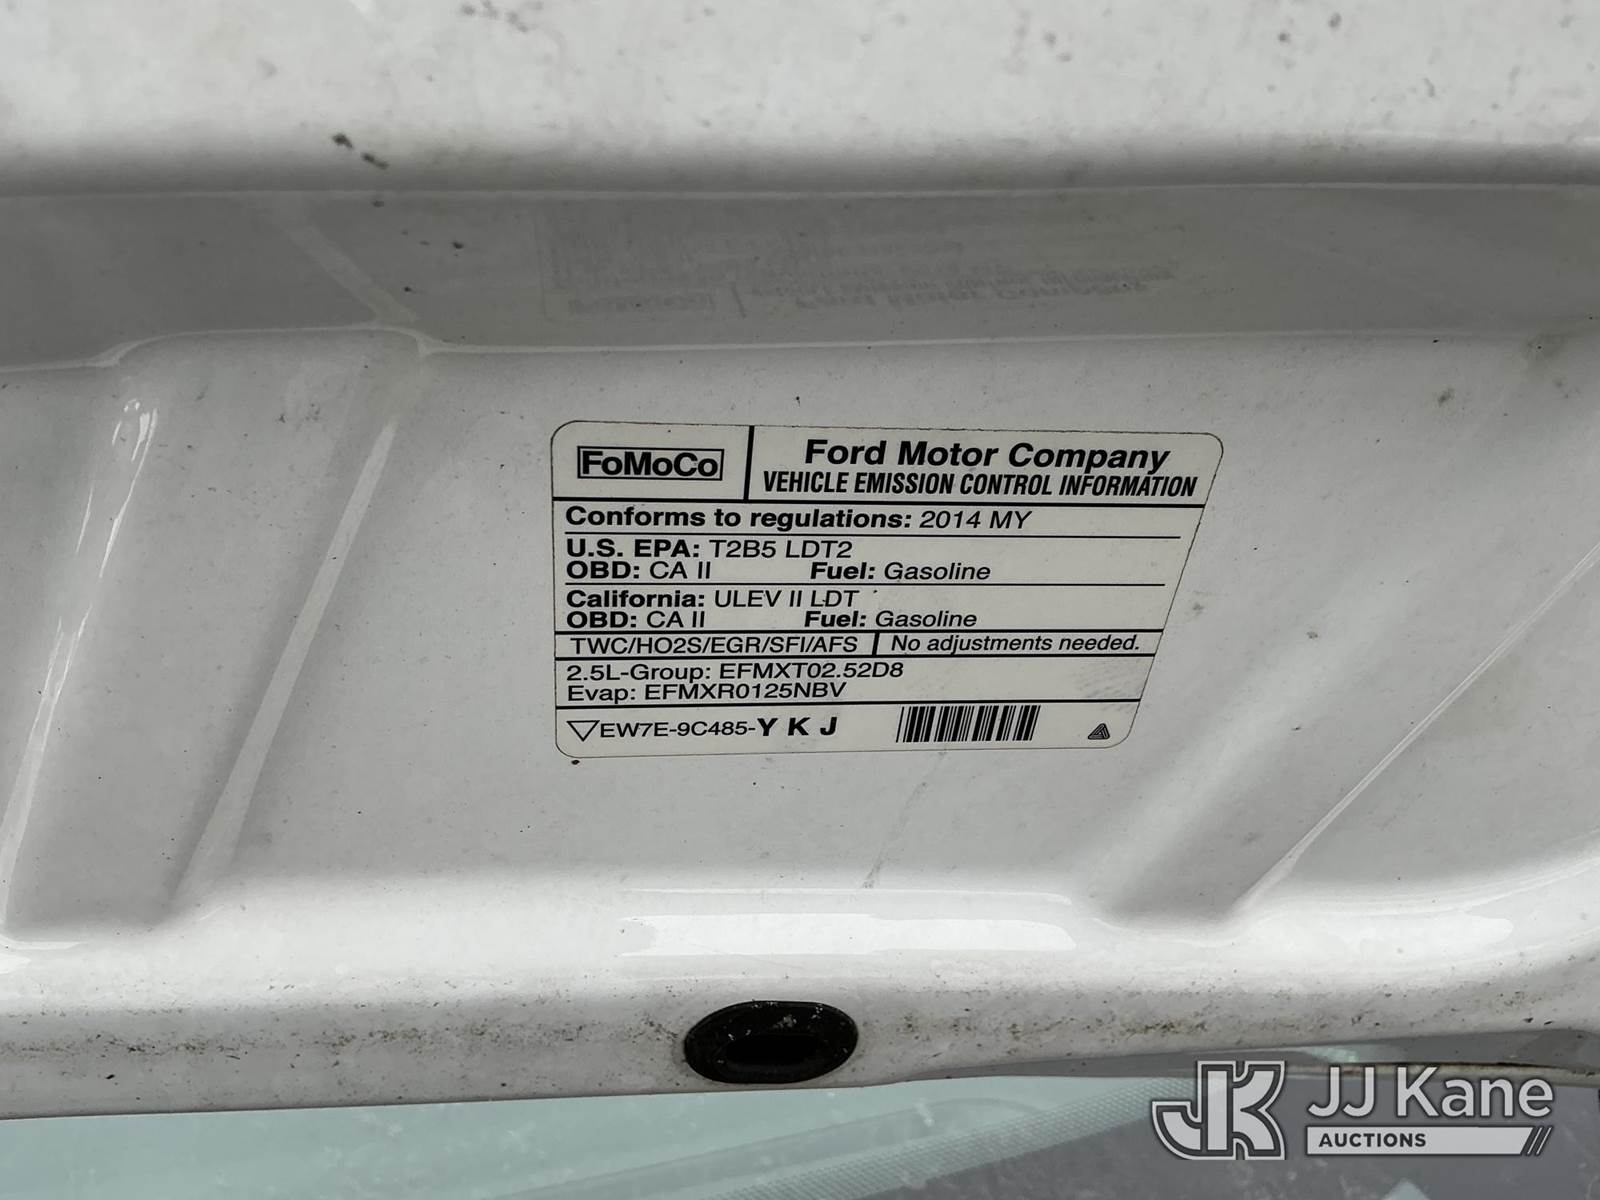 FoMoCo
Ford Motor Company
VEHICLE EMISSION CONTROL INFORMATION
Conforms to regulations: 2014 MY
U.S. EPA: T2B5 LDT2
OBD: CA II Fuel: Gasoline
California: ULEV II LDT
OBD: CA II Fuel: Gasoline
TWC/HO2S/EGR/SFI/AFS No adjustments needed.
2.5L-Group: EFMXT02.52D8
Evap: EFMXR0125NBV
EW7E-9C485-Y K J
JK JJ Kane
AUCTIONS